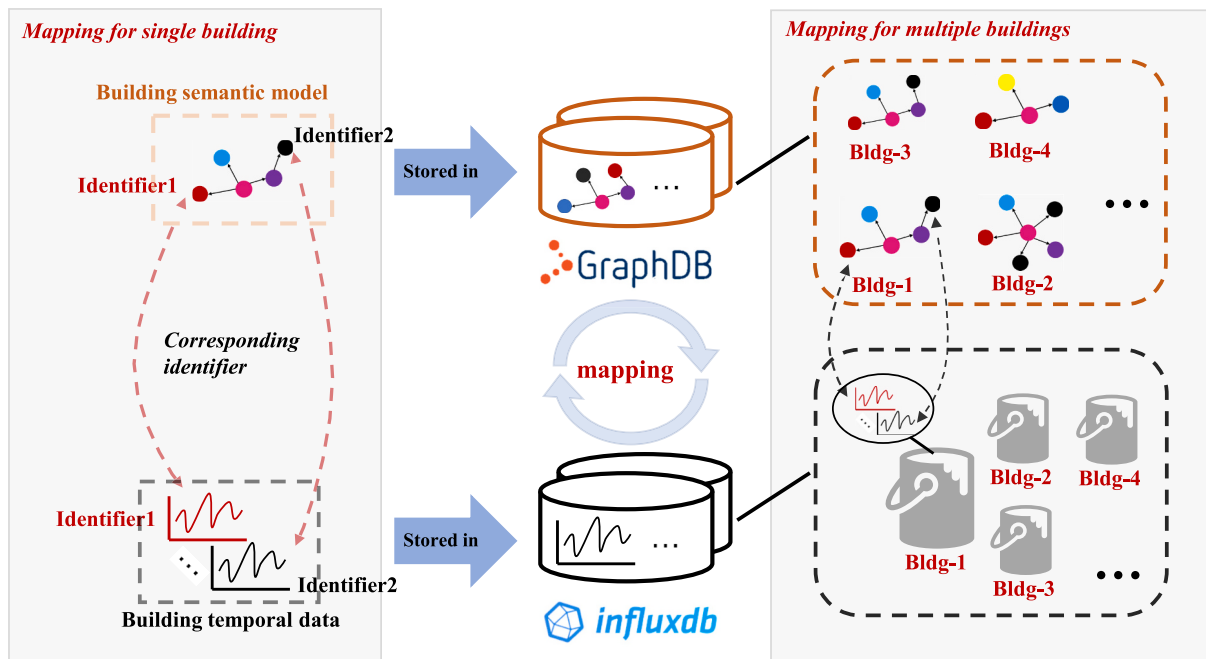 Mapping for single building
Building semantic model
Identifier2
Identifier1
Corresponding
identifier
Identifier1
Identifier2
Building temporal data
Stored in
...
GraphDB
mapping
Stored in
...
influxdb
Mapping for multiple buildings
Bldg-3
Bldg-4
Bldg-1
Bldg-2
...
Bldg-2
Bldg-4
Bldg-1
Bldg-3
...